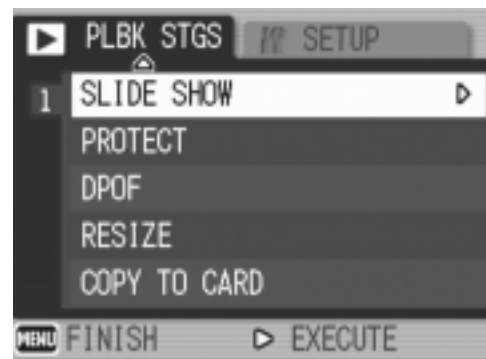 PLBK STGS SETUP
1 SLIDE SHOW
PROTECT
DPOF
RESIZE
COPY TO CARD
MENU FINISH EXECUTE